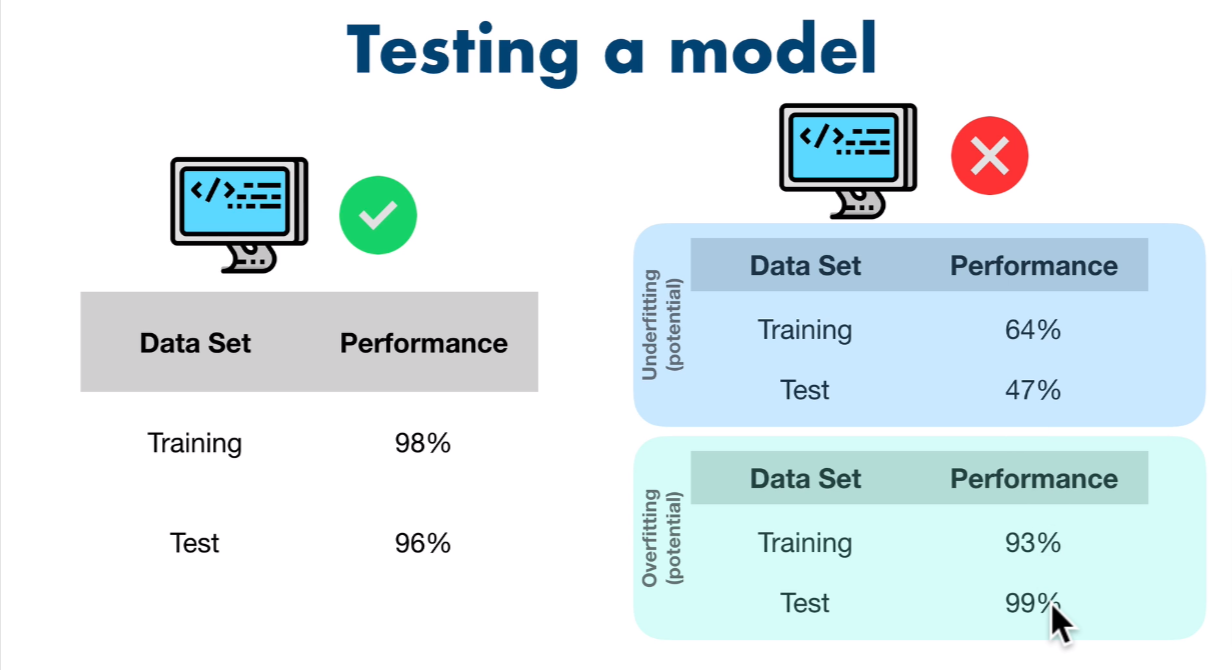 Testing a model
</>
Data Set Performance
Training 98%
Test 96%
</>
Underfitting
(potential)
Data Set Performance
Training 64%
Test 47%
Overfitting
(potential)
Data Set Performance
Training 93%
Test 99%